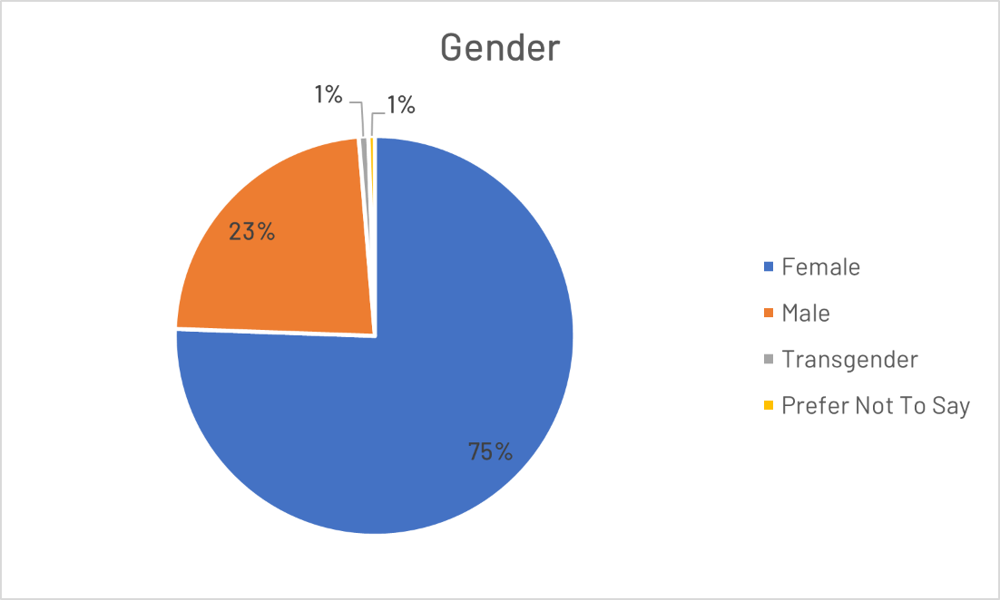 Gender
1%
1%
23%
75%
Female
Male
Transgender
Prefer Not To Say